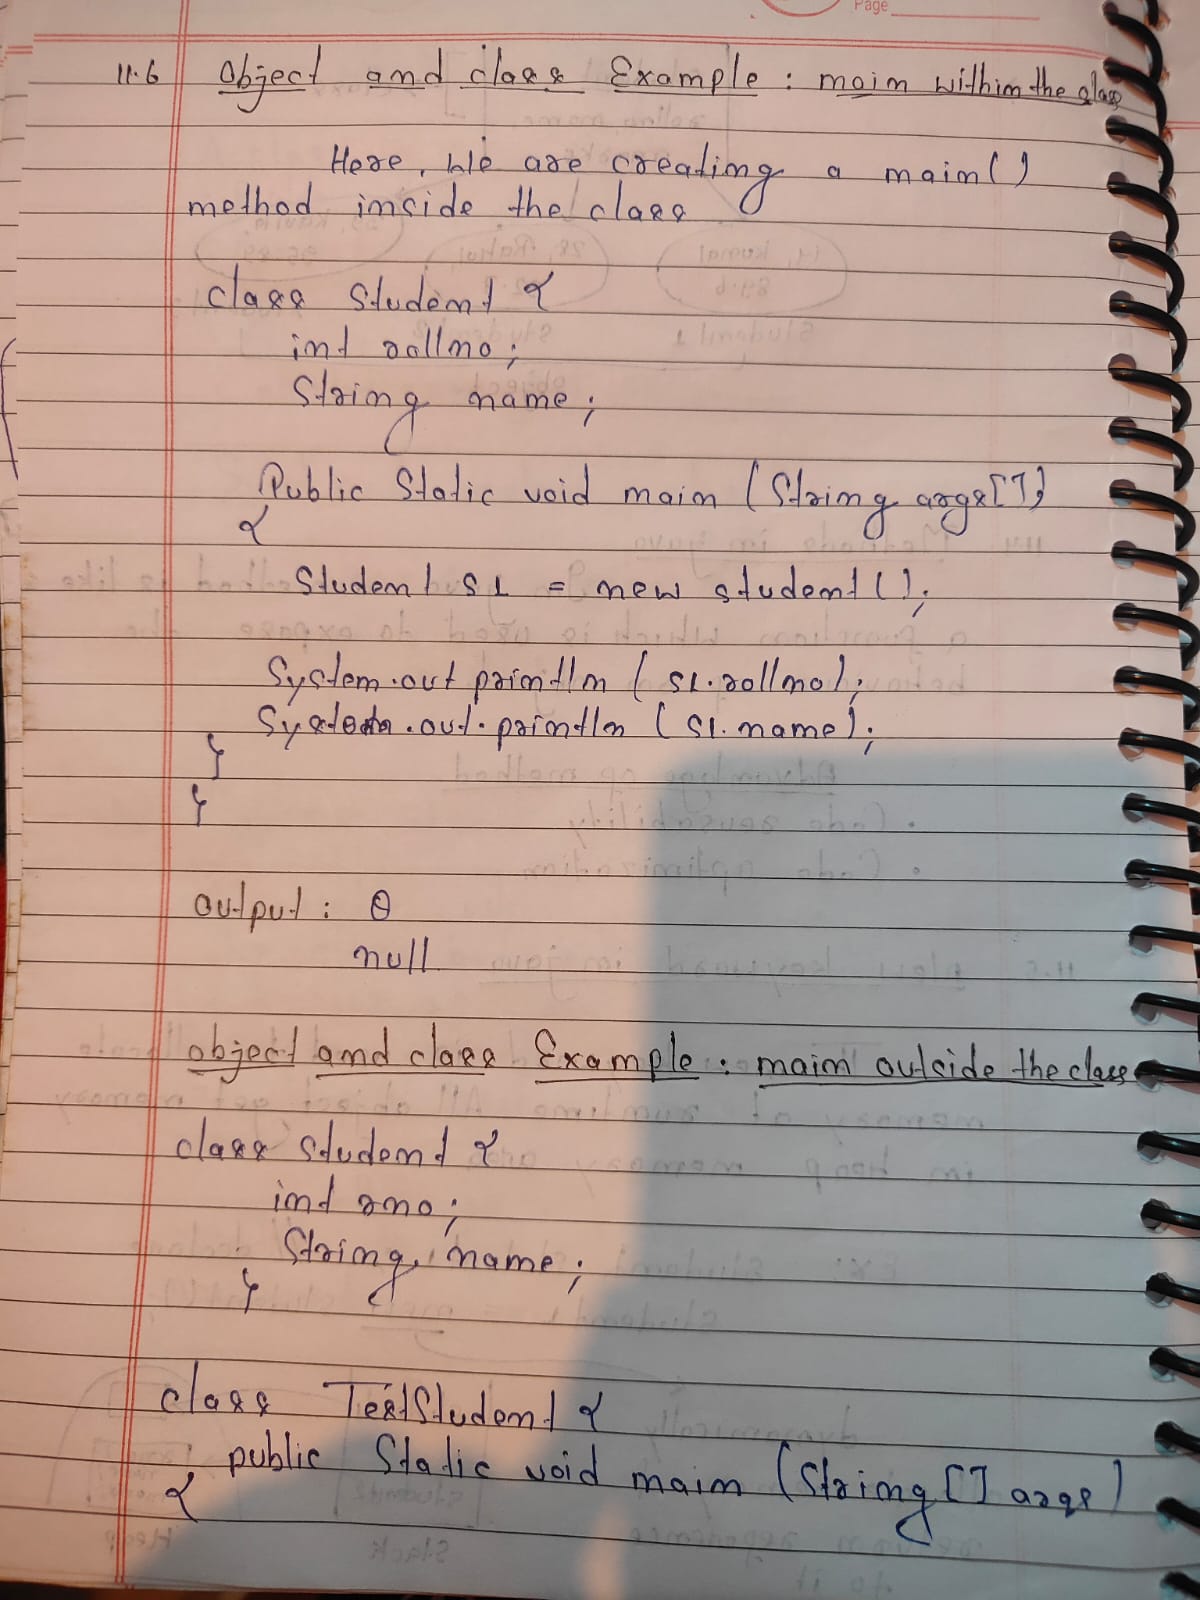 Page
11.6 Object and class Example : main within the class
Here, We are creating a main()
method inside the class
class Student {
int rollno;
String name;
Public Static void main (String args[])
{
Student s1 = new student();
System.out println (s1.rollno);
System.out.println (s1.name);
}
}
output : 0
null
object and class Example : main outside the class
class Student {
int rno;
String name;
}
class TestStudent {
public Static void main (String [] args)
{